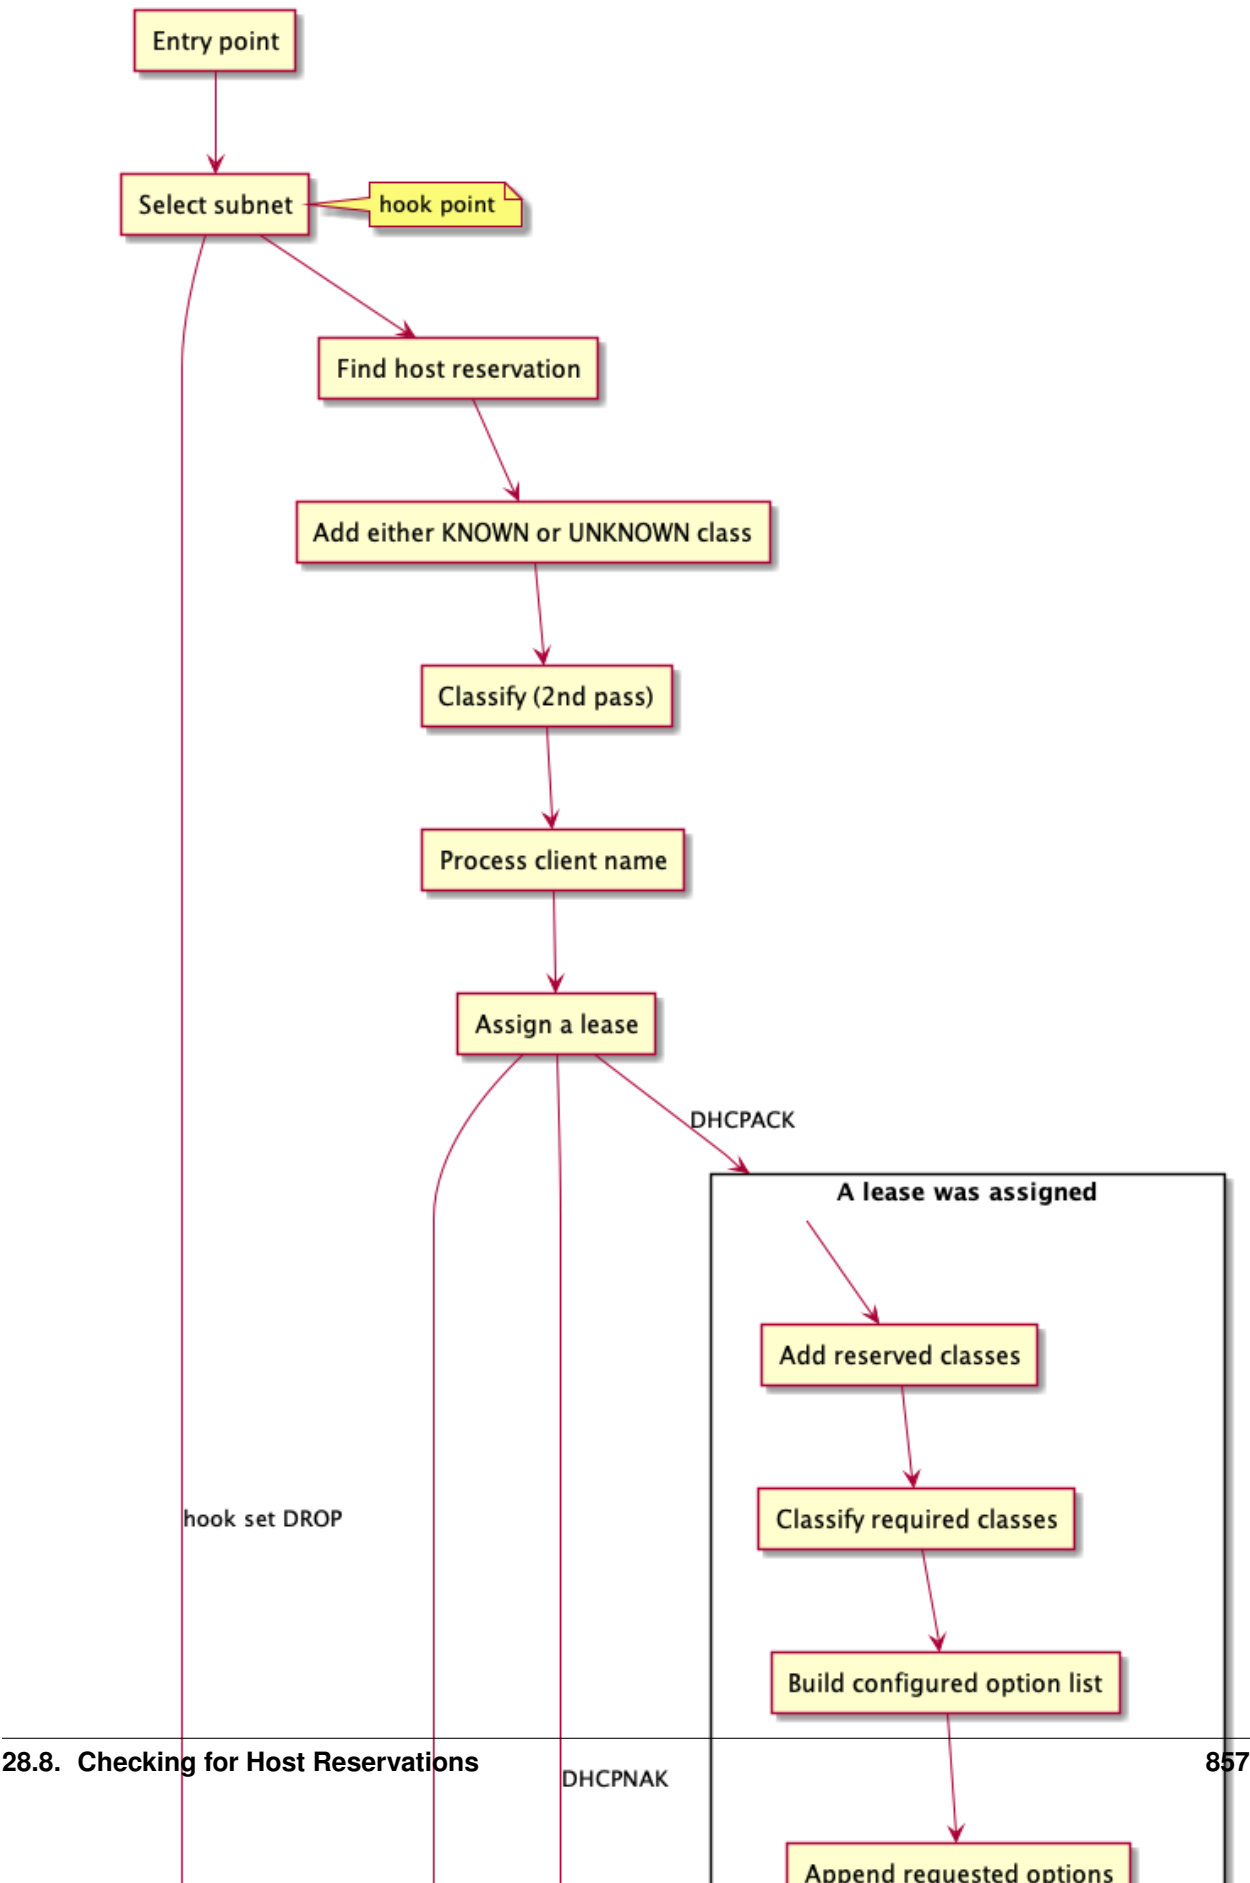 Entry point
Select subnet
hook point
Find host reservation
Add either KNOWN or UNKNOWN class
Classify (2nd pass)
Process client name
Assign a lease
DHCPACK
A lease was assigned
Add reserved classes
Classify required classes
hook set DROP
Build configured option list
28.8. Checking for Host Reservations
857
DHCPNAK
Append requested options